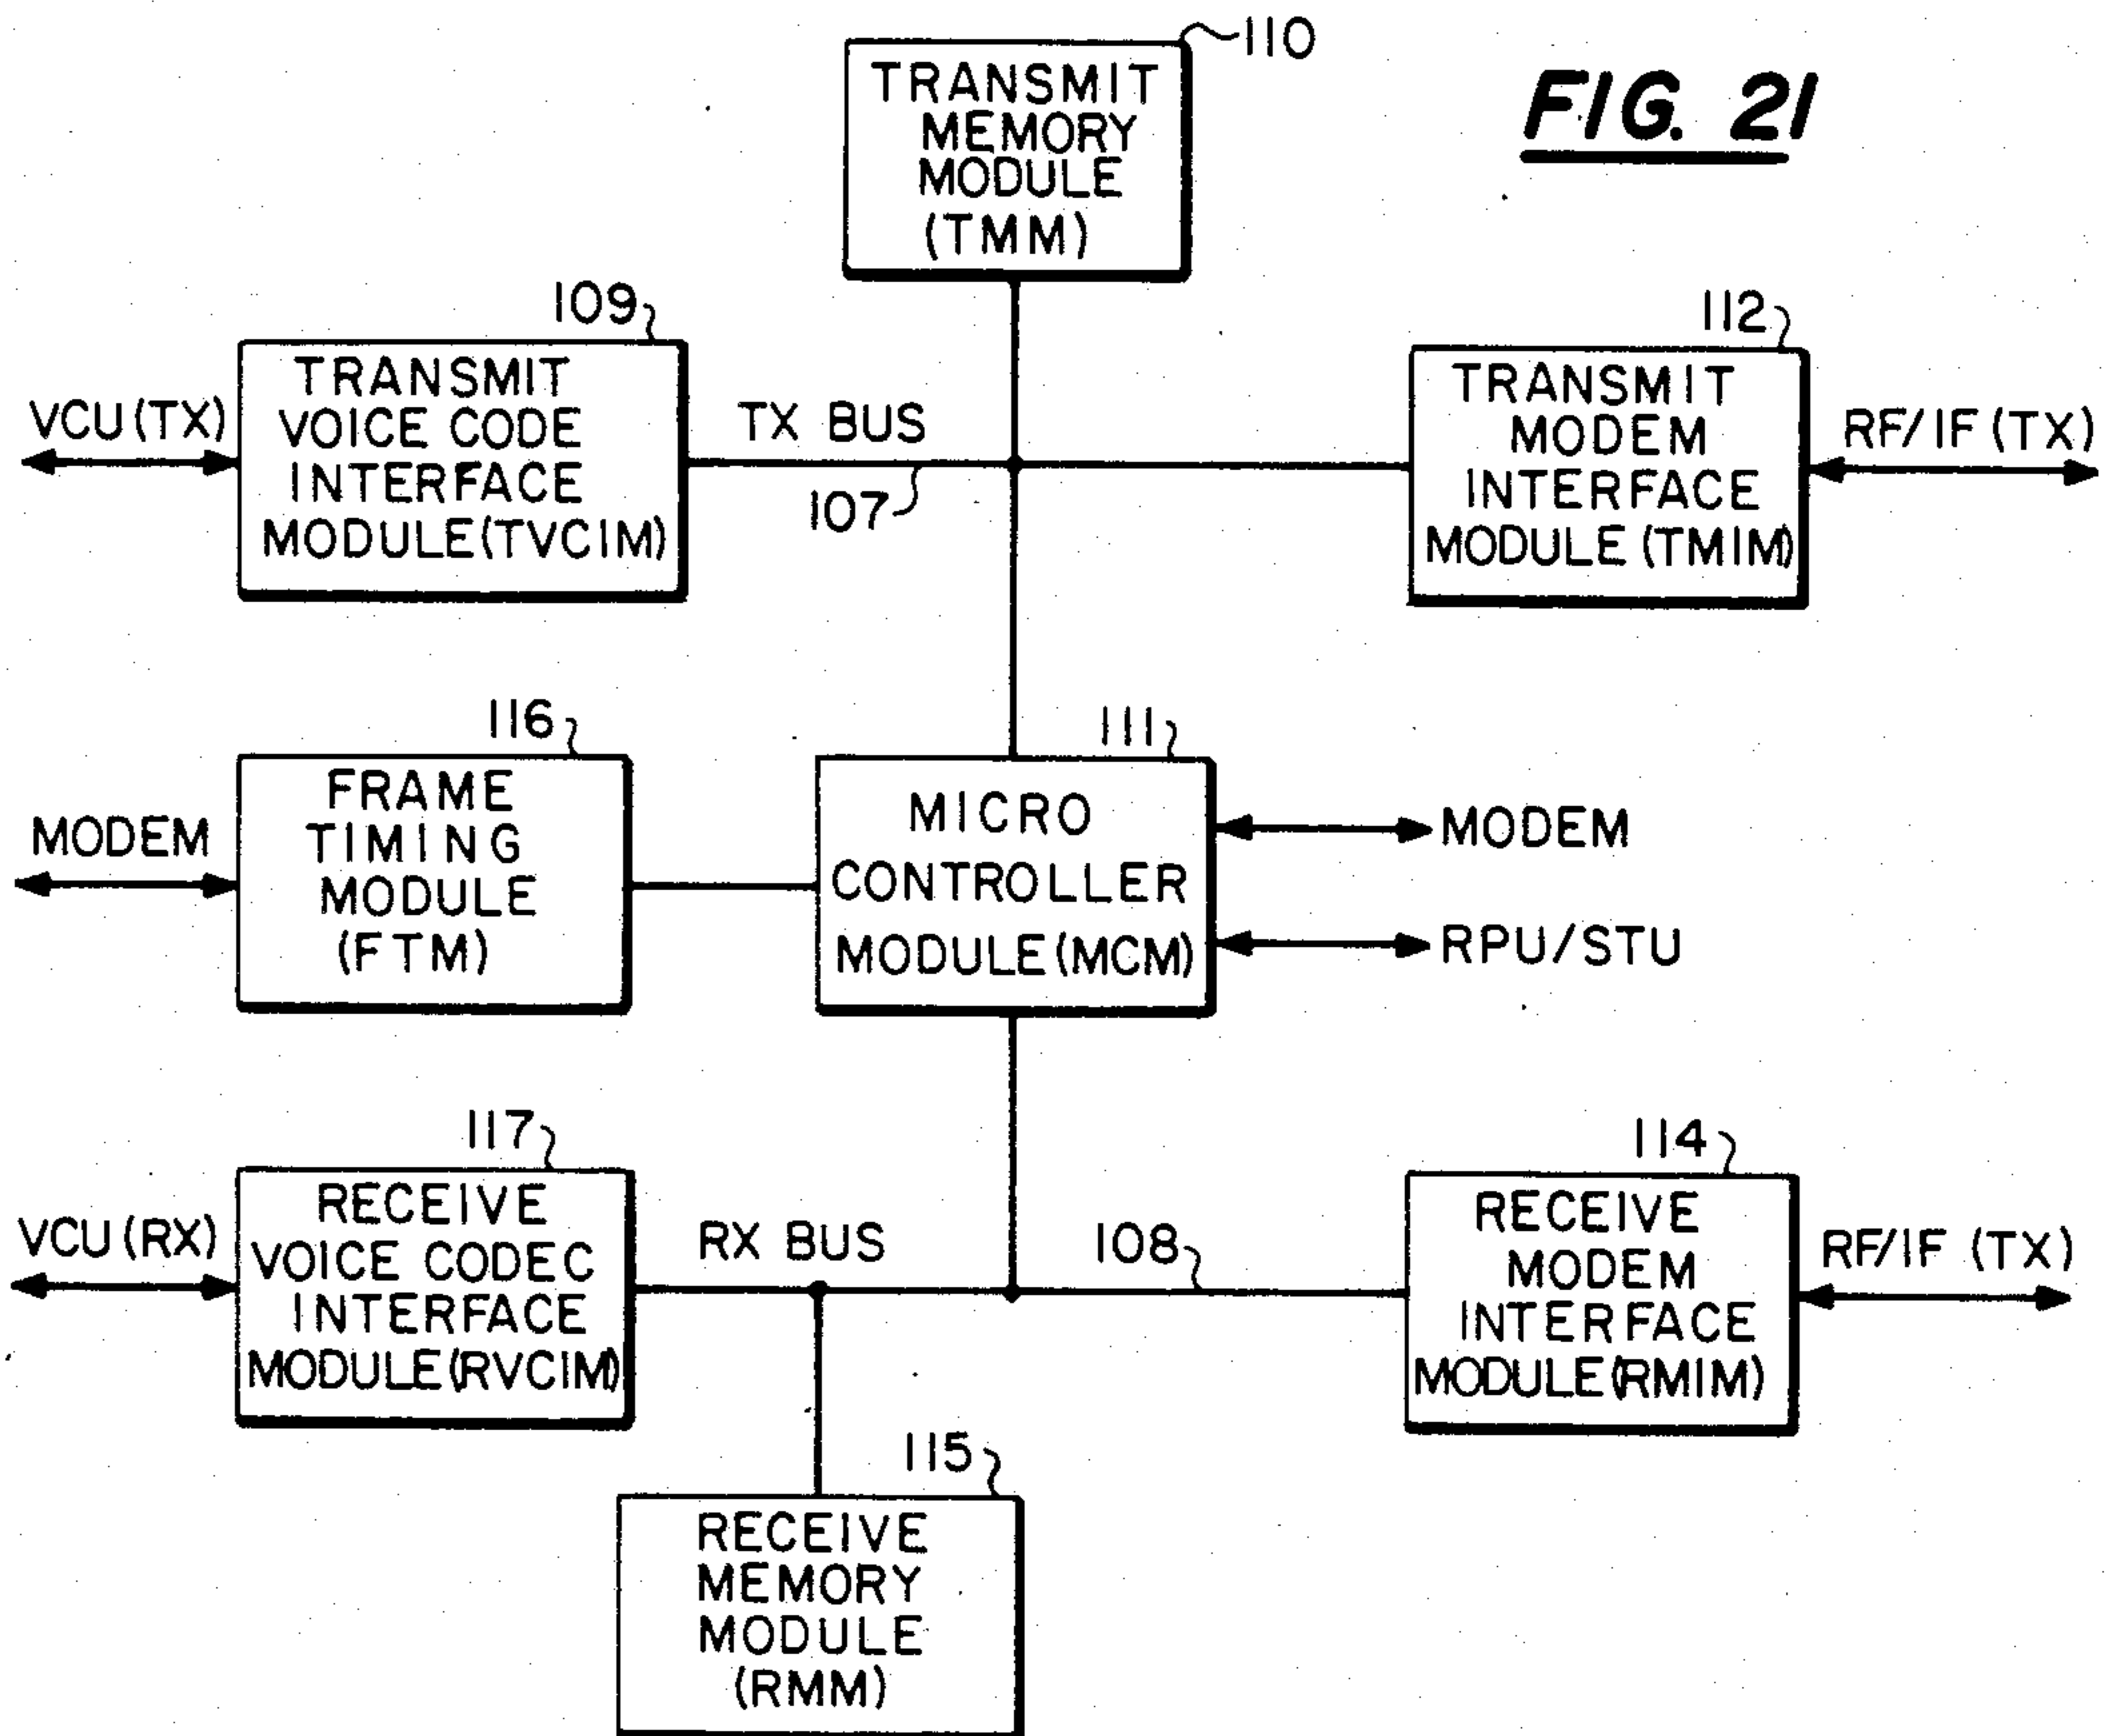 110
TRANSMIT
MEMORY
MODULE
(TMM)
FIG. 21
109
TRANSMIT
VOICE CODE
INTERFACE
MODULE(TVCIM)
VCU(TX)
TX BUS
107
112
TRANSMIT
MODEM
INTERFACE
MODULE (TMIM)
RF/IF (TX)
116
FRAME
TIMING
MODULE
(FTM)
MODEM
111
MICRO
CONTROLLER
MODULE(MCM)
MODEM
RPU/STU
117
RECEIVE
VOICE CODEC
INTERFACE
MODULE(RVCIM)
VCU(RX)
RX BUS
108
114
RECEIVE
MODEM
INTERFACE
MODULE(RMIM)
RF/IF (TX)
115
RECEIVE
MEMORY
MODULE
(RMM)